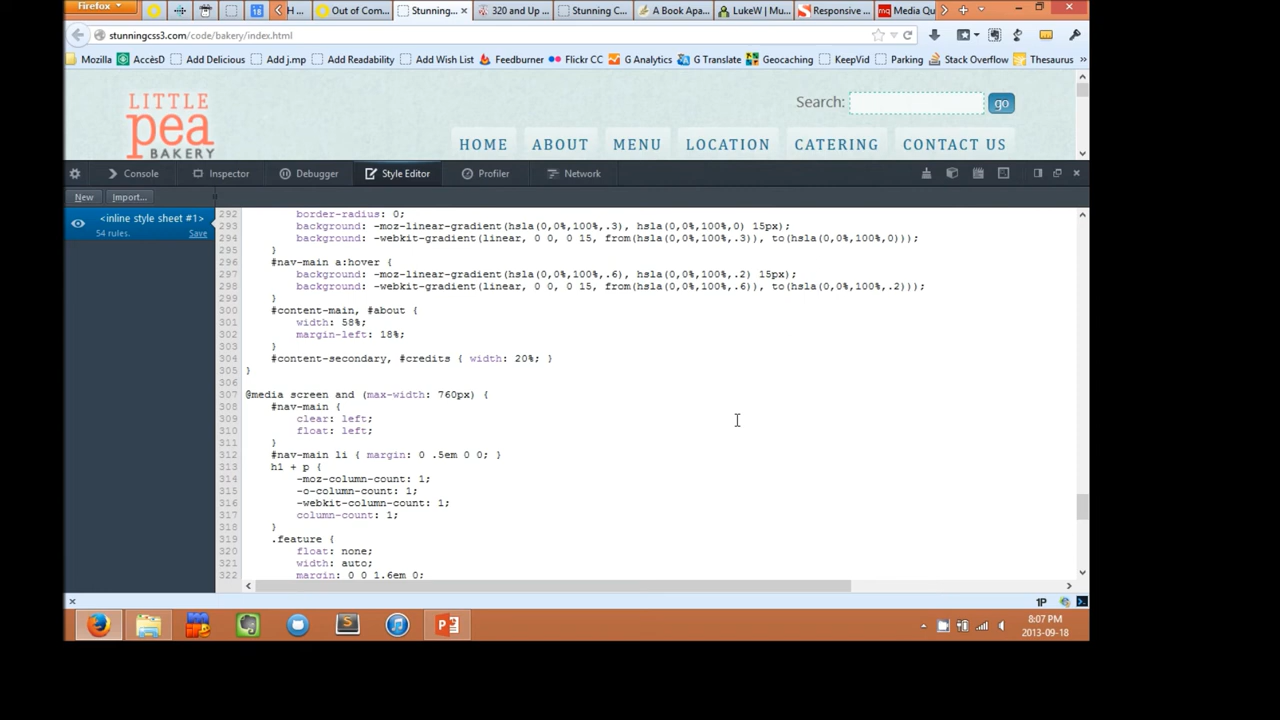 Firefox
18
H ...
Out of Com...
Stunning...
320 and Up ...
Stunning C...
A Book Apa...
LukeW | Mu...
Responsive ...
mq Media Qu
stunningcss3.com/code/bakery/index.html
Mozilla AccèsD Add Delicious Add j.mp Add Readability Add Wish List Feedburner Flickr CC G Analytics G Translate Geocaching KeepVid Parking Stack Overflow Thesaurus »
LITTLE
pea
BAKERY
Search: go
HOME ABOUT MENU LOCATION CATERING CONTACT US
Console Inspector Debugger Style Editor Profiler Network
New Import...
<inline style sheet #1>
54 rules. Save
292 border-radius: 0;
293 background: -moz-linear-gradient(hsla(0,0%,100%,.3), hsla(0,0%,100%,0) 15px);
294 background: -webkit-gradient(linear, 0 0, 0 15, from(hsla(0,0%,100%,.3)), to(hsla(0,0%,100%,0)));
295 }
296 #nav-main a:hover {
297 background: -moz-linear-gradient(hsla(0,0%,100%,.6), hsla(0,0%,100%,.2) 15px);
298 background: -webkit-gradient(linear, 0 0, 0 15, from(hsla(0,0%,100%,.6)), to(hsla(0,0%,100%,.2)));
299 }
300 #content-main, #about {
301 width: 58%;
302 margin-left: 18%;
303 }
304 #content-secondary, #credits { width: 20%; }
305 }
306
307 @media screen and (max-width: 760px) {
308 #nav-main {
309 clear: left;
310 float: left;
311 }
312 #nav-main li { margin: 0 .5em 0 0; }
313 h1 + p {
314 -moz-column-count: 1;
315 -o-column-count: 1;
316 -webkit-column-count: 1;
317 column-count: 1;
318 }
319 .feature {
320 float: none;
321 width: auto;
322 margin: 0 0 1.6em 0;
1P
8:07 PM
2013-09-18